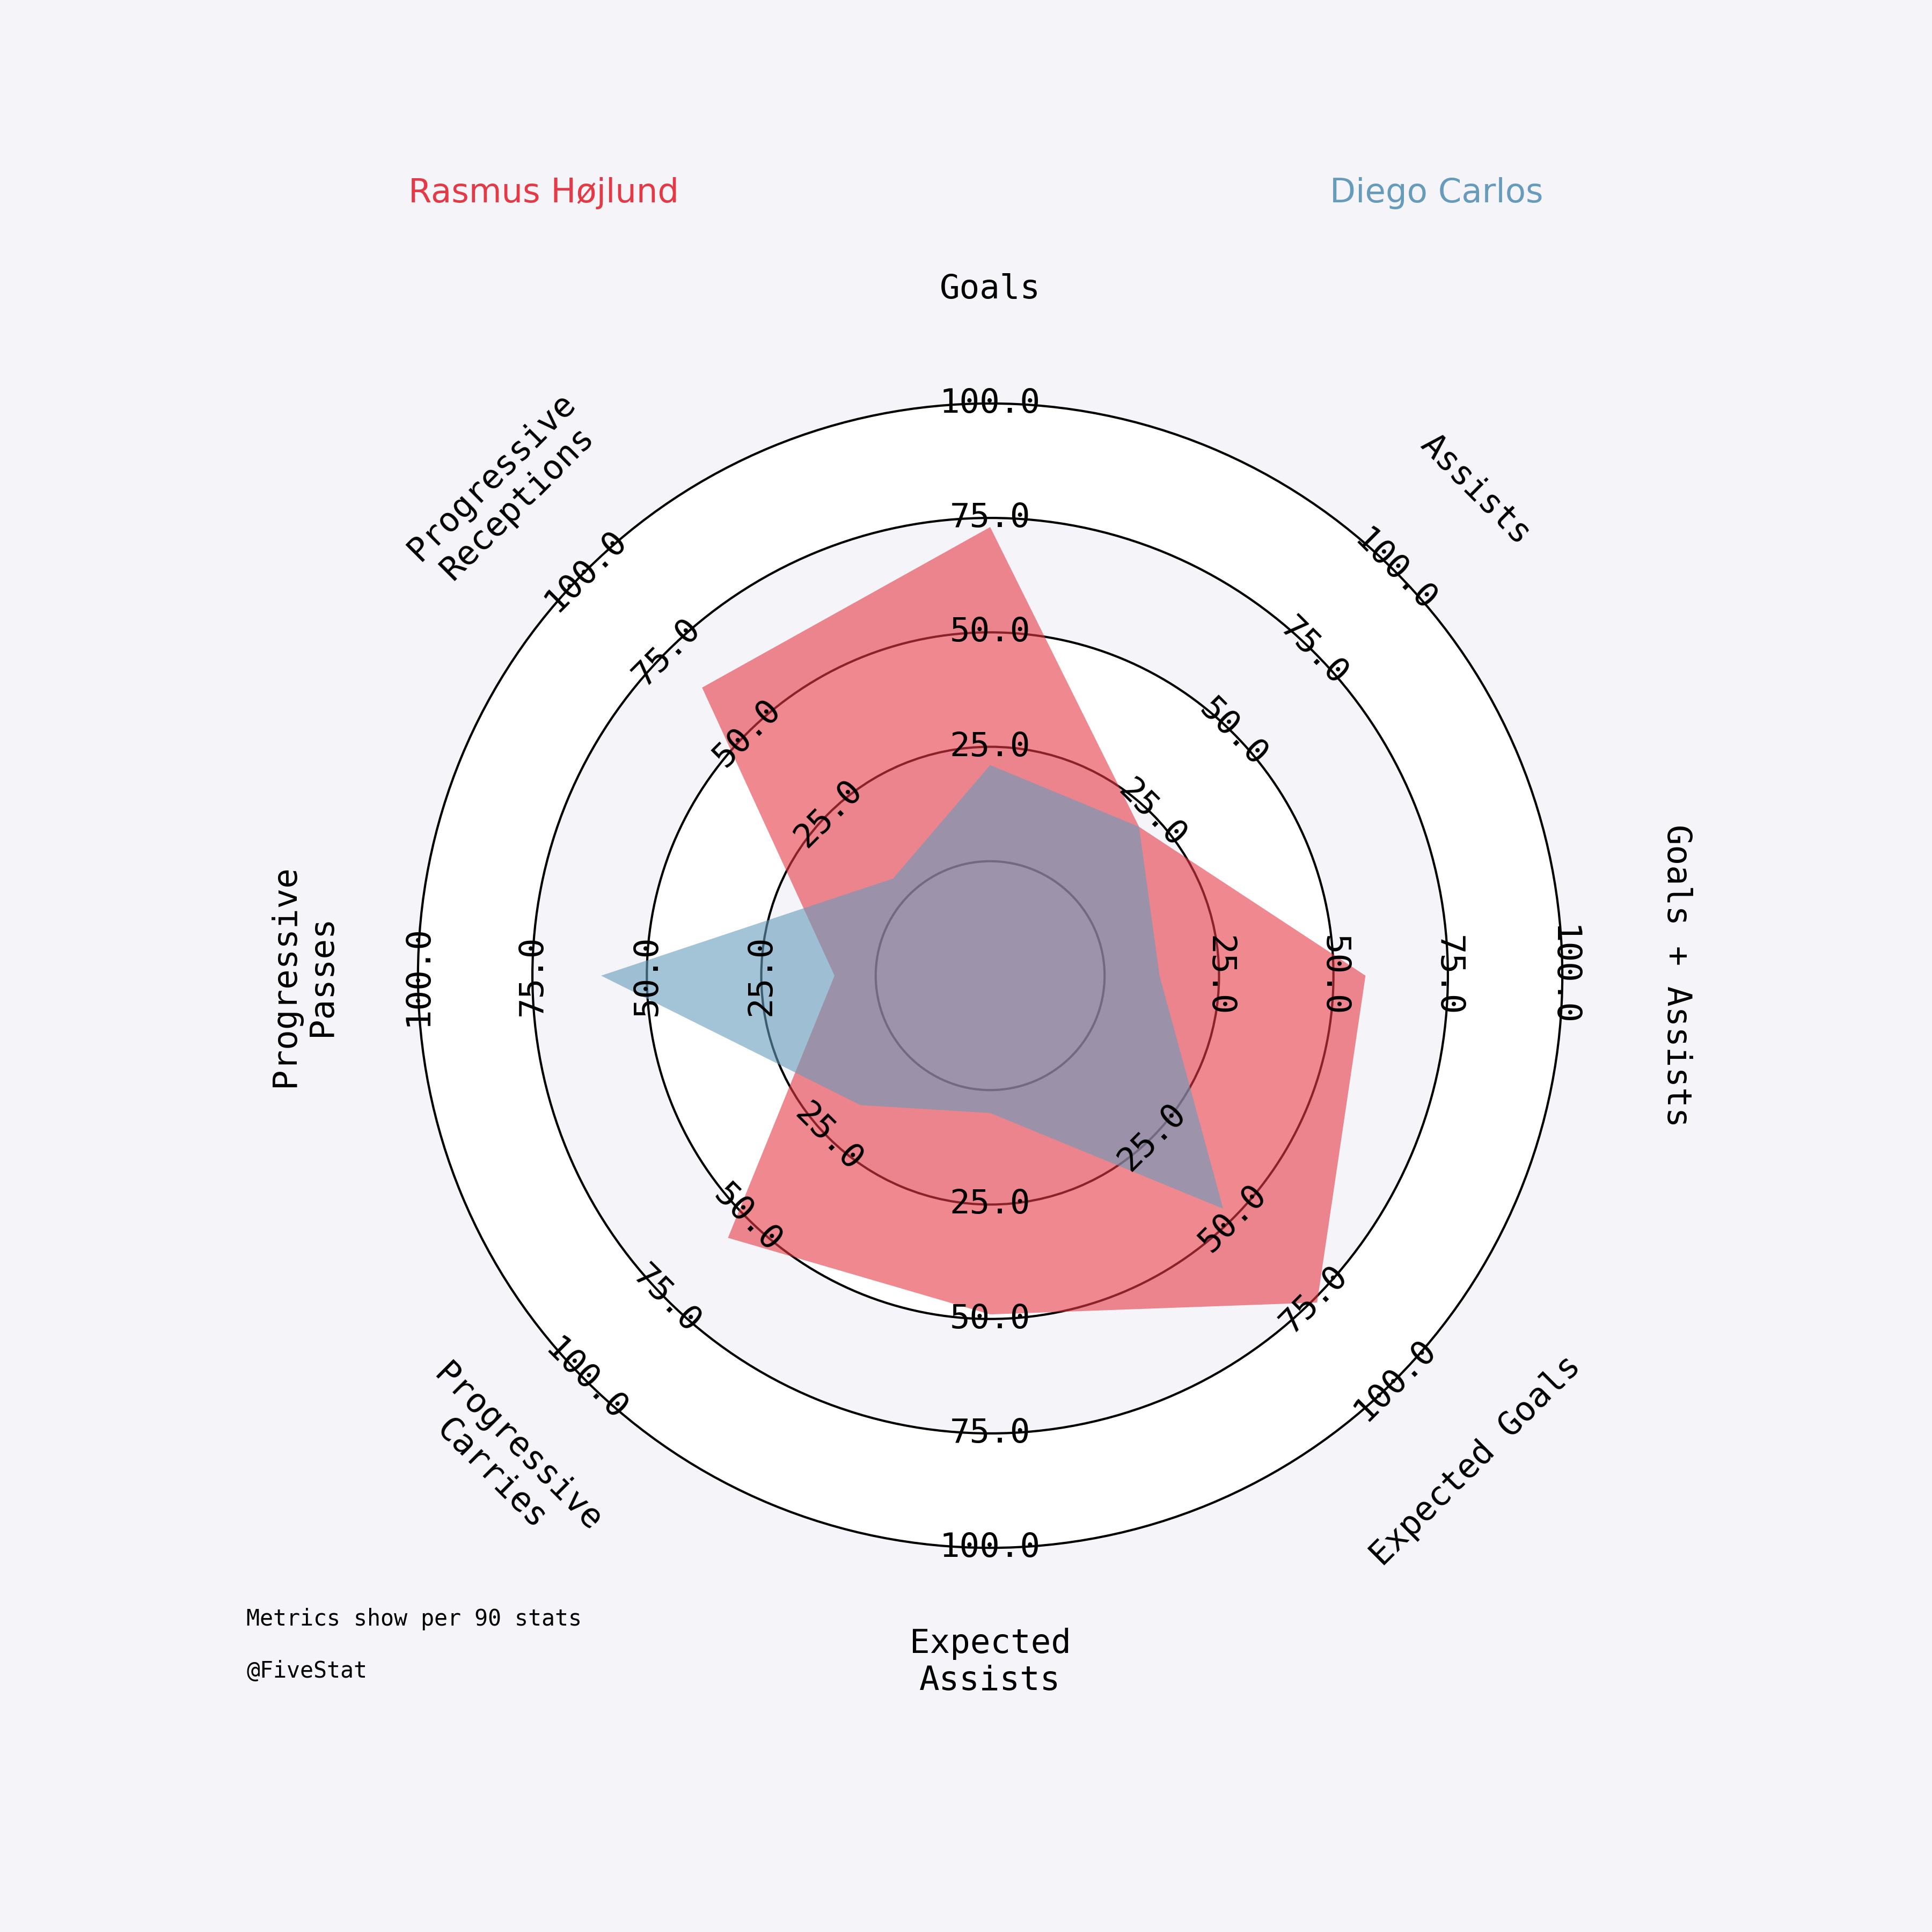 Rasmus Højlund
Diego Carlos
Goals
Assists
Goals + Assists
Expected Goals
Expected
Assists
Progressive
Carries
Progressive
Passes
Progressive
Receptions
25.0
50.0
75.0
100.0
25.0
50.0
75.0
100.0
25.0
50.0
75.0
100.0
25.0
50.0
75.0
100.0
25.0
50.0
75.0
100.0
25.0
50.0
75.0
100.0
25.0
50.0
75.0
100.0
25.0
50.0
75.0
100.0
Metrics show per 90 stats
@FiveStat